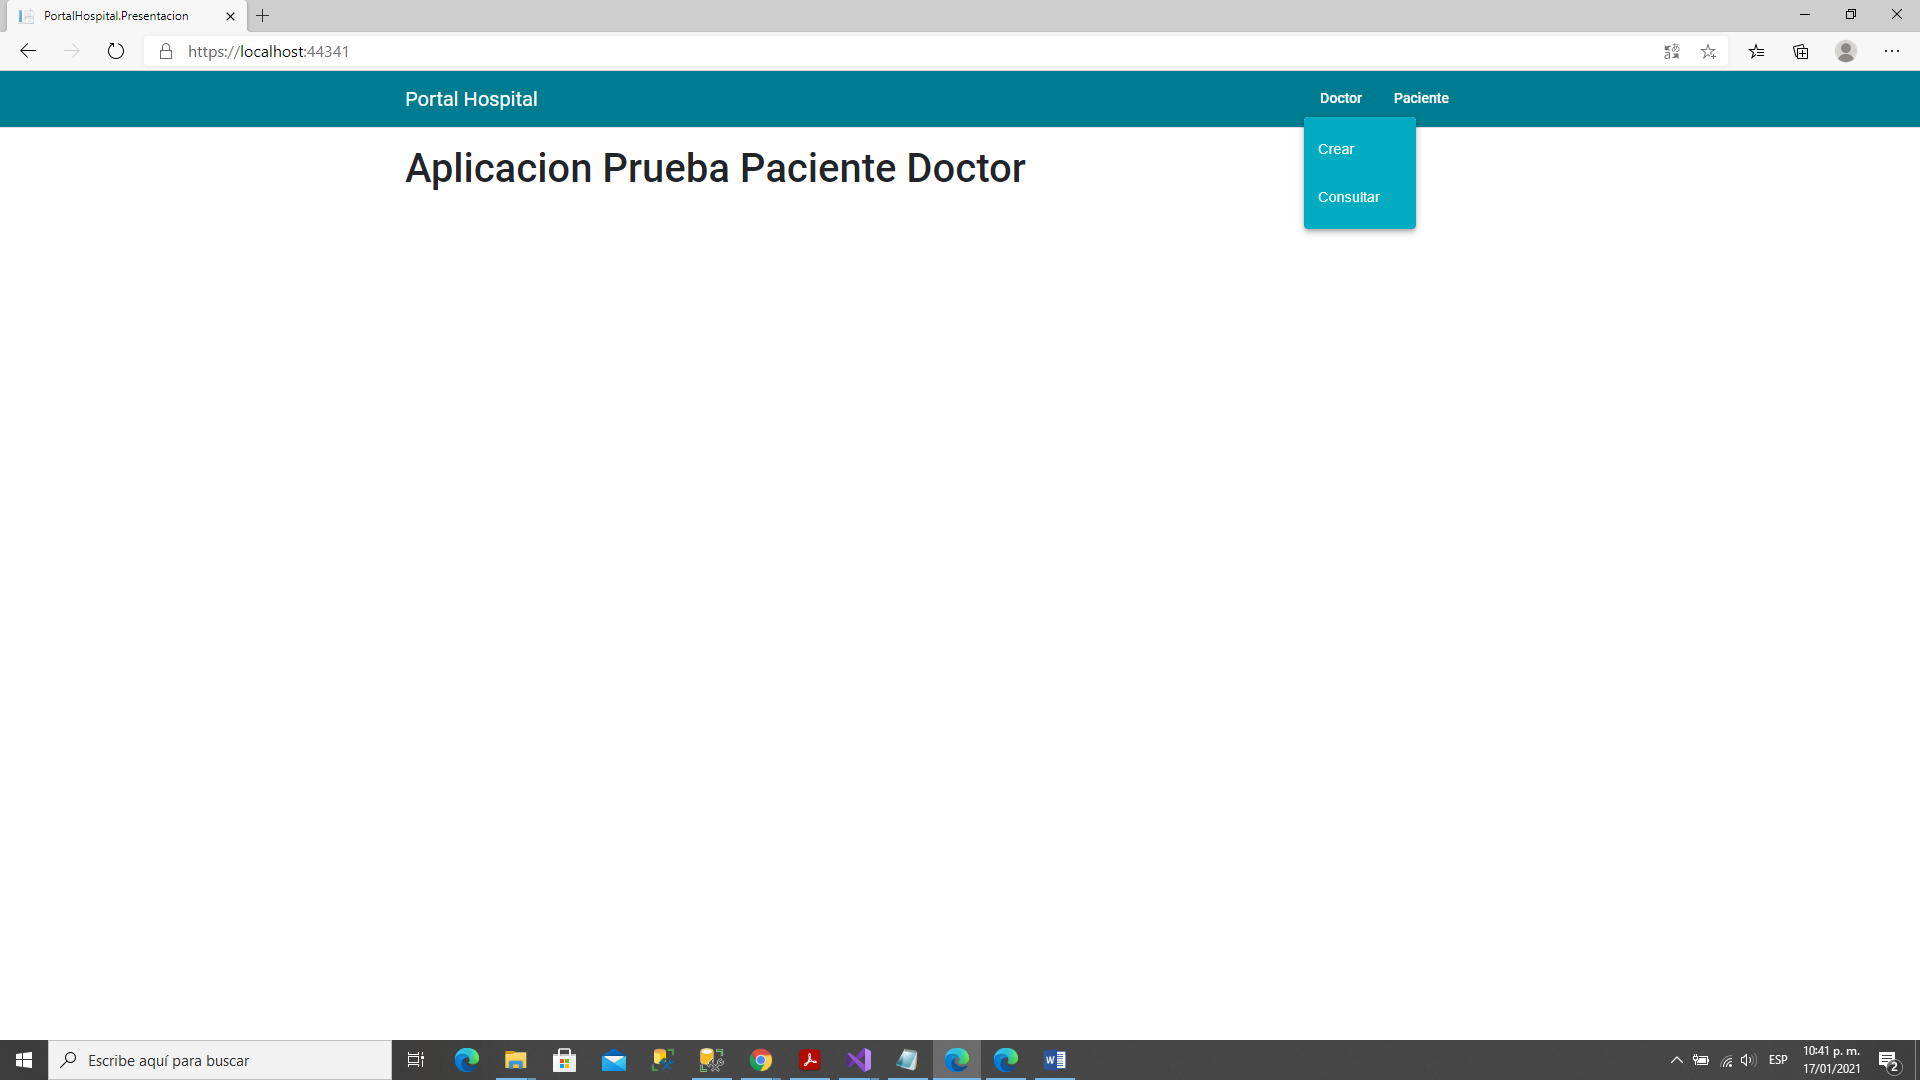 PortalHospital.Presentacion
https://localhost:44341
Portal Hospital
Doctor
Paciente
Crear
Consultar
Aplicacion Prueba Paciente Doctor
Escribe aquí para buscar
ESP
10:41 p. m.
17/01/2021
2